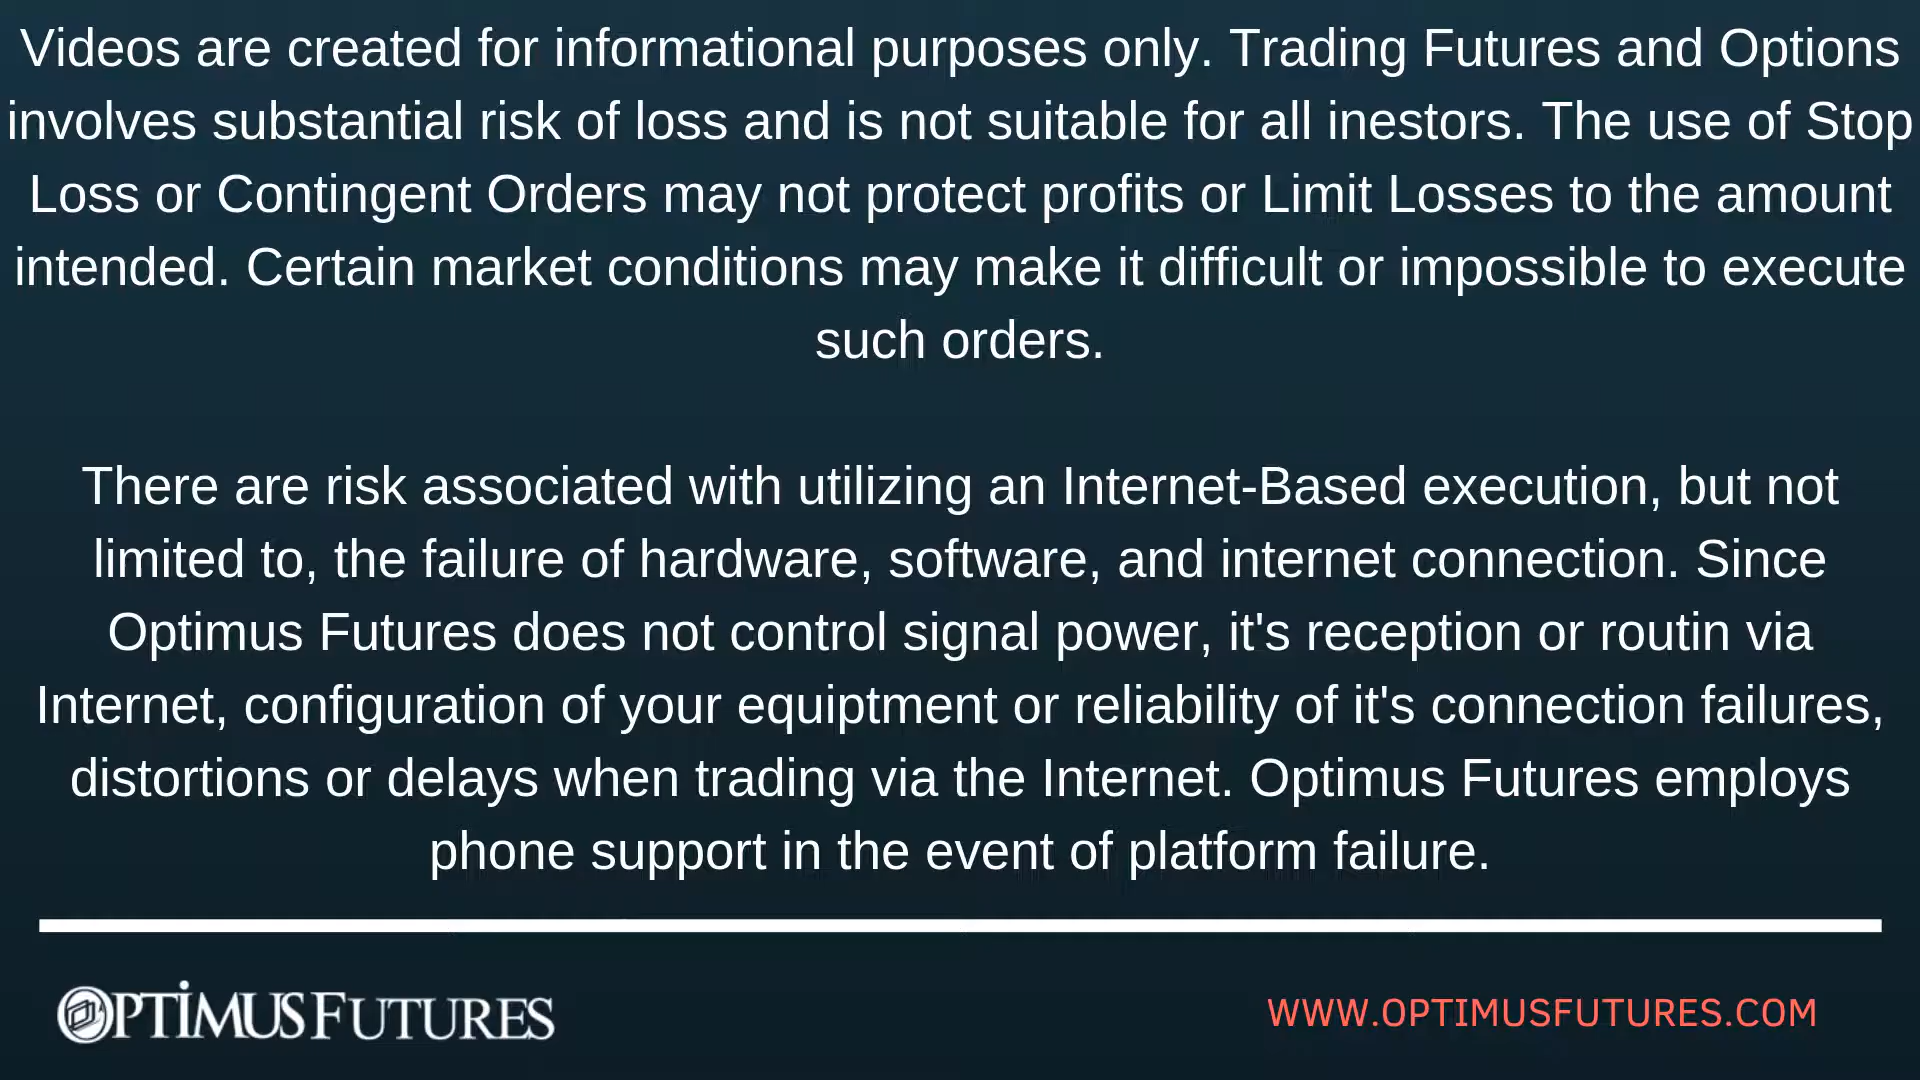 Videos are created for informational purposes only. Trading Futures and Options
involves substantial risk of loss and is not suitable for all inestors. The use of Stop
Loss or Contingent Orders may not protect profits or Limit Losses to the amount
intended. Certain market conditions may make it difficult or impossible to execute
such orders.
There are risk associated with utilizing an Internet-Based execution, but not
limited to, the failure of hardware, software, and internet connection. Since
Optimus Futures does not control signal power, it's reception or routin via
Internet, configuration of your equiptment or reliability of it's connection failures,
distortions or delays when trading via the Internet. Optimus Futures employs
phone support in the event of platform failure.
OPTIMUS FUTURES
WWW.OPTIMUSFUTURES.COM